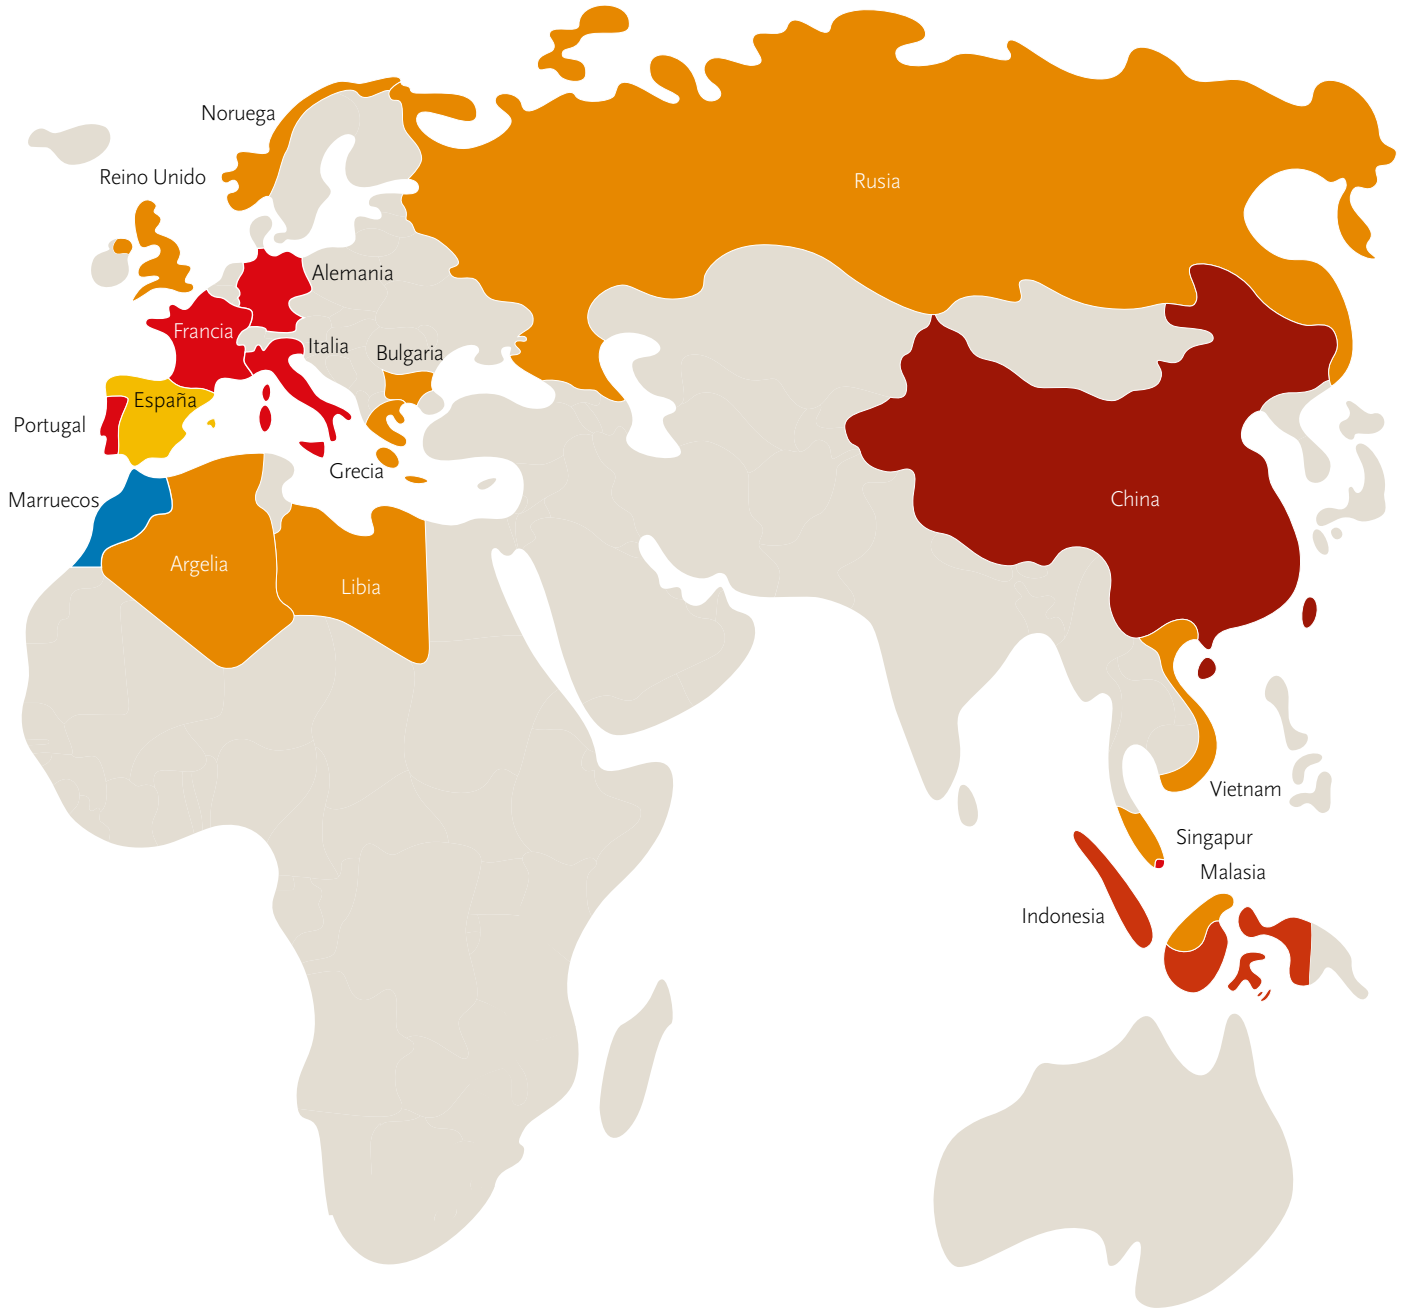 Noruega
Reino Unido
Rusia
Alemania
Francia
Italia
Bulgaria
España
Portugal
Grecia
Marruecos
China
Argelia
Libia
Vietnam
Singapur
Malasia
Indonesia